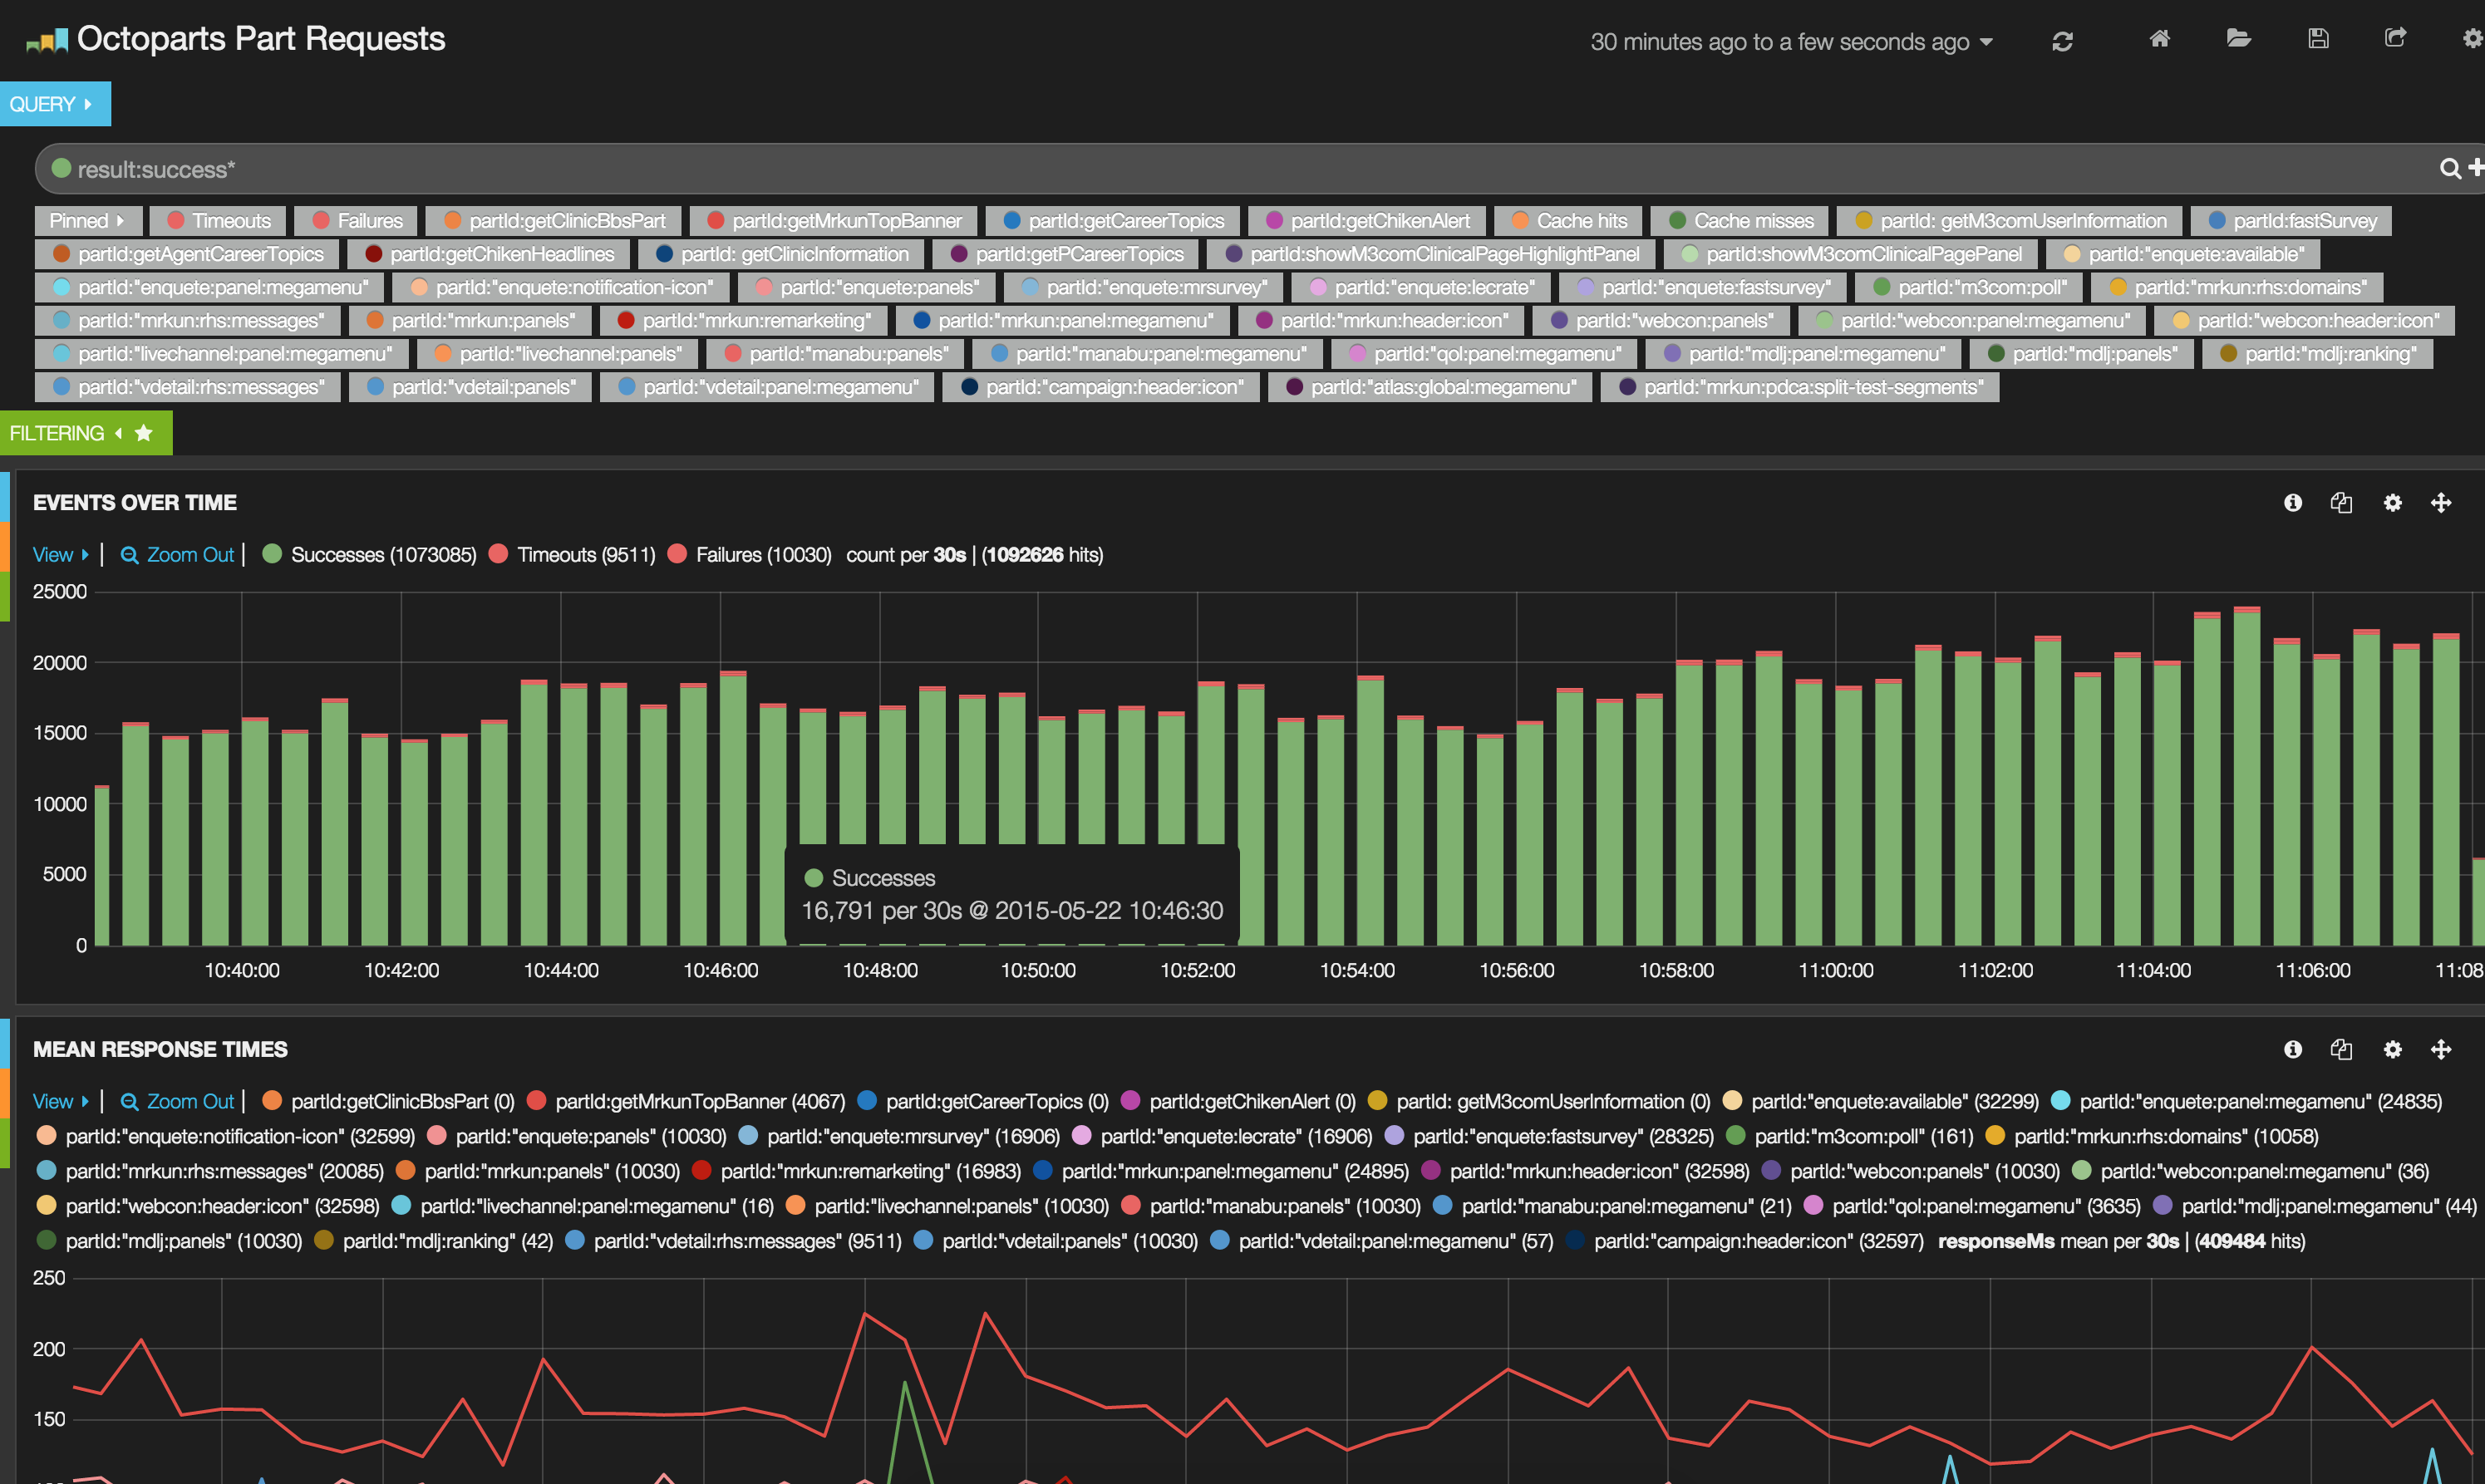 Octoparts Part Requests
30 minutes ago to a few seconds ago
QUERY
result:success*
Pinned Timeouts Failures partId:getClinicBbsPart partId:getMrkunTopBanner partId:getCareerTopics partId:getChikenAlert Cache hits Cache misses partId: getM3comUserInformation partId:fastSurvey
partId:getAgentCareerTopics partId:getChikenHeadlines partId: getClinicInformation partId:getPCareerTopics partId:showM3comClinicalPageHighlightPanel partId:showM3comClinicalPagePanel partId:"enquete:available"
partId:"enquete:panel:megamenu" partId:"enquete:notification-icon" partId:"enquete:panels" partId:"enquete:mrsurvey" partId:"enquete:lecrate" partId:"enquete:fastsurvey" partId:"m3com:poll" partId:"mrkun:rhs:domains"
partId:"mrkun:rhs:messages" partId:"mrkun:panels" partId:"mrkun:remarketing" partId:"mrkun:panel:megamenu" partId:"mrkun:header:icon" partId:"webcon:panels" partId:"webcon:panel:megamenu" partId:"webcon:header:icon"
partId:"livechannel:panel:megamenu" partId:"livechannel:panels" partId:"manabu:panels" partId:"manabu:panel:megamenu" partId:"qol:panel:megamenu" partId:"mdlj:panel:megamenu" partId:"mdlj:panels" partId:"mdlj:ranking"
partId:"vdetail:rhs:messages" partId:"vdetail:panels" partId:"vdetail:panel:megamenu" partId:"campaign:header:icon" partId:"atlas:global:megamenu" partId:"mrkun:pdca:split-test-segments"
FILTERING
EVENTS OVER TIME
View | Zoom Out | Successes (1073085) Timeouts (9511) Failures (10030) count per 30s | (1092626 hits)
25000
20000
15000
10000
5000
0
Successes
16,791 per 30s @ 2015-05-22 10:46:30
10:40:00 10:42:00 10:44:00 10:46:00 10:48:00 10:50:00 10:52:00 10:54:00 10:56:00 10:58:00 11:00:00 11:02:00 11:04:00 11:06:00 11:08
MEAN RESPONSE TIMES
View | Zoom Out | partId:getClinicBbsPart (0) partId:getMrkunTopBanner (4067) partId:getCareerTopics (0) partId:getChikenAlert (0) partId: getM3comUserInformation (0) partId:"enquete:available" (32299) partId:"enquete:panel:megamenu" (24835)
partId:"enquete:notification-icon" (32599) partId:"enquete:panels" (10030) partId:"enquete:mrsurvey" (16906) partId:"enquete:lecrate" (16906) partId:"enquete:fastsurvey" (28325) partId:"m3com:poll" (161) partId:"mrkun:rhs:domains" (10058)
partId:"mrkun:rhs:messages" (20085) partId:"mrkun:panels" (10030) partId:"mrkun:remarketing" (16983) partId:"mrkun:panel:megamenu" (24895) partId:"mrkun:header:icon" (32598) partId:"webcon:panels" (10030) partId:"webcon:panel:megamenu" (36)
partId:"webcon:header:icon" (32598) partId:"livechannel:panel:megamenu" (16) partId:"livechannel:panels" (10030) partId:"manabu:panels" (10030) partId:"manabu:panel:megamenu" (21) partId:"qol:panel:megamenu" (3635) partId:"mdlj:panel:megamenu" (44)
partId:"mdlj:panels" (10030) partId:"mdlj:ranking" (42) partId:"vdetail:rhs:messages" (9511) partId:"vdetail:panels" (10030) partId:"vdetail:panel:megamenu" (57) partId:"campaign:header:icon" (32597) responseMs mean per 30s | (409484 hits)
250
200
150